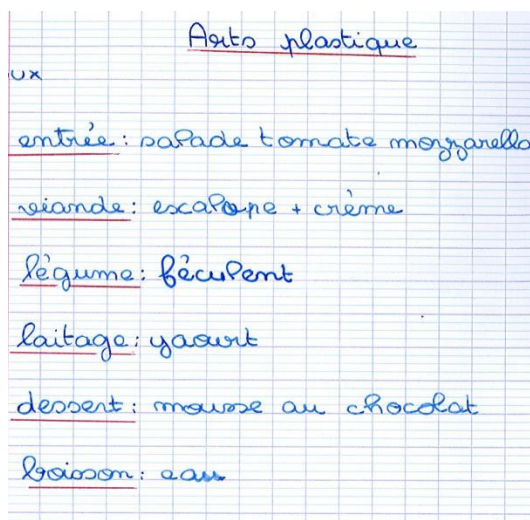 Arts plastique
ux
entrée: salade tomate mozzarella
viande: escalope + crème
légume: féculent
laitage: yaourt
dessert: mousse au chocolat
boisson: eau